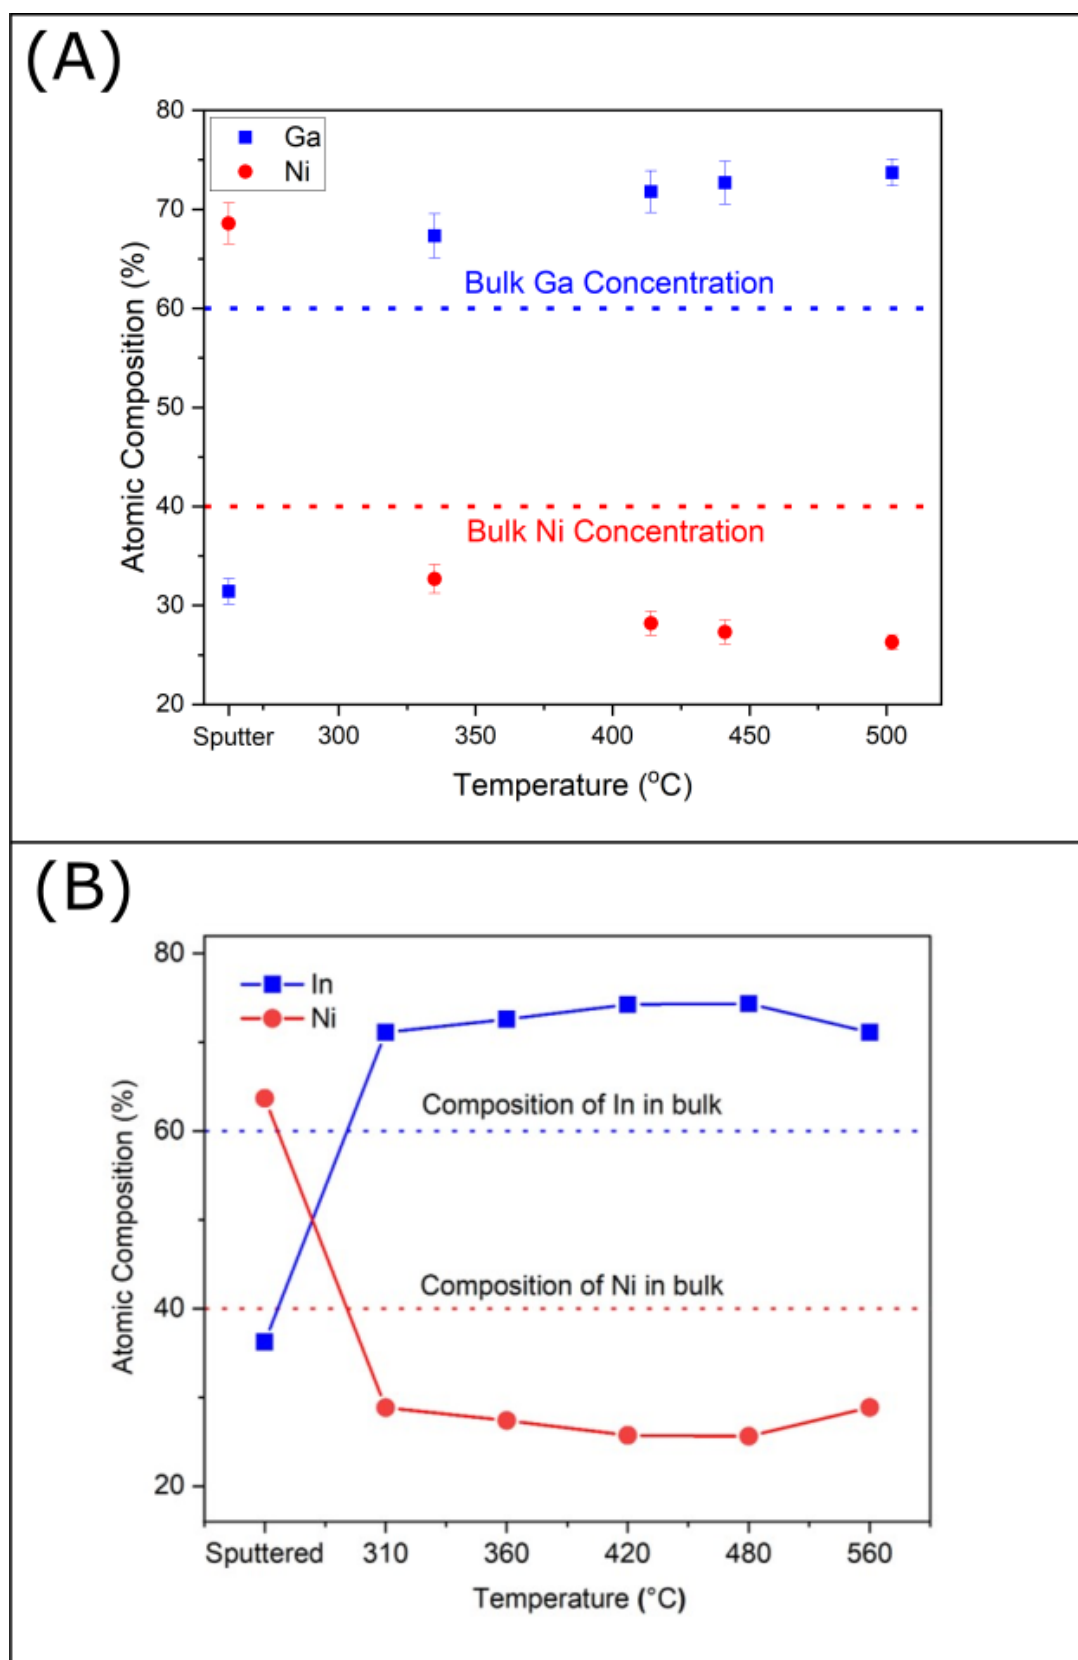 (A)
80
Ga
Ni
70
Bulk Ga Concentration
60
Atomic Composition (%)
50
40
Bulk Ni Concentration
30
20
Sputter 300 350 400 450 500
Temperature (°C)
(B)
80
In
Ni
Composition of In in bulk
60
Atomic Composition (%)
Composition of Ni in bulk
40
20
Sputtered 310 360 420 480 560
Temperature (°C)